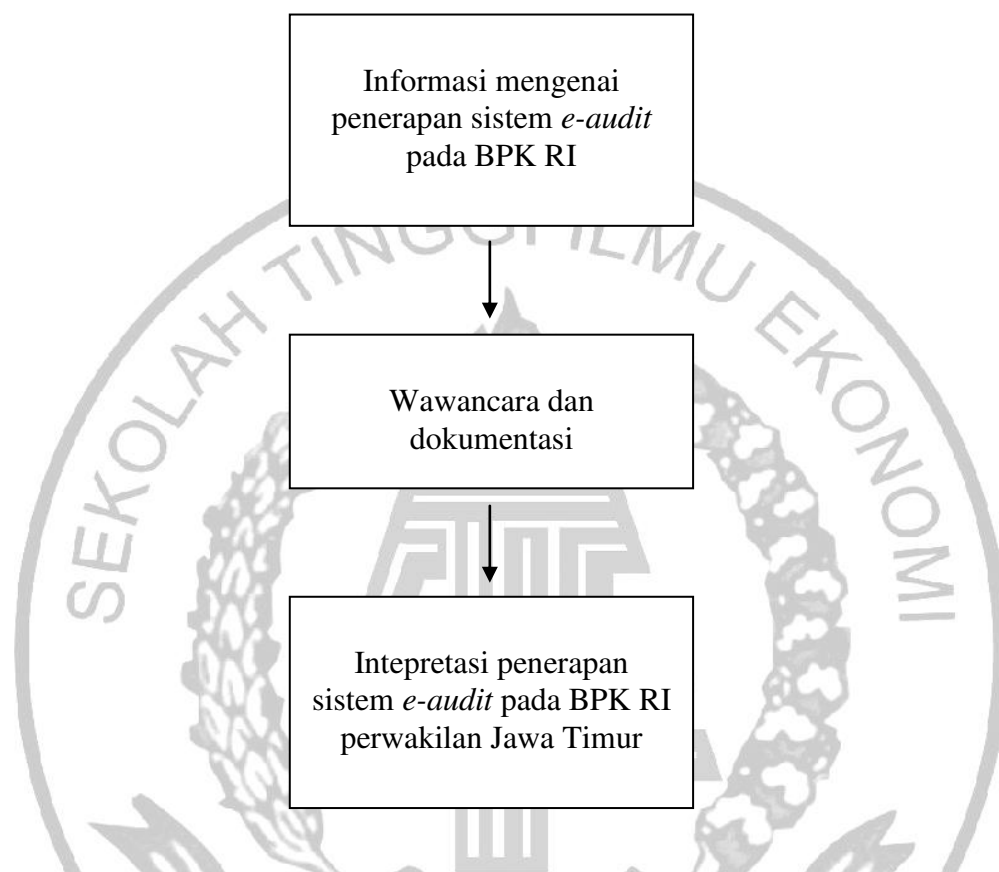 SEKOLAH TINGGI ILMU EKONOMI
Informasi mengenai
penerapan sistem e-audit
pada BPK RI
Wawancara dan
dokumentasi
Intepretasi penerapan
sistem e-audit pada BPK RI
perwakilan Jawa Timur